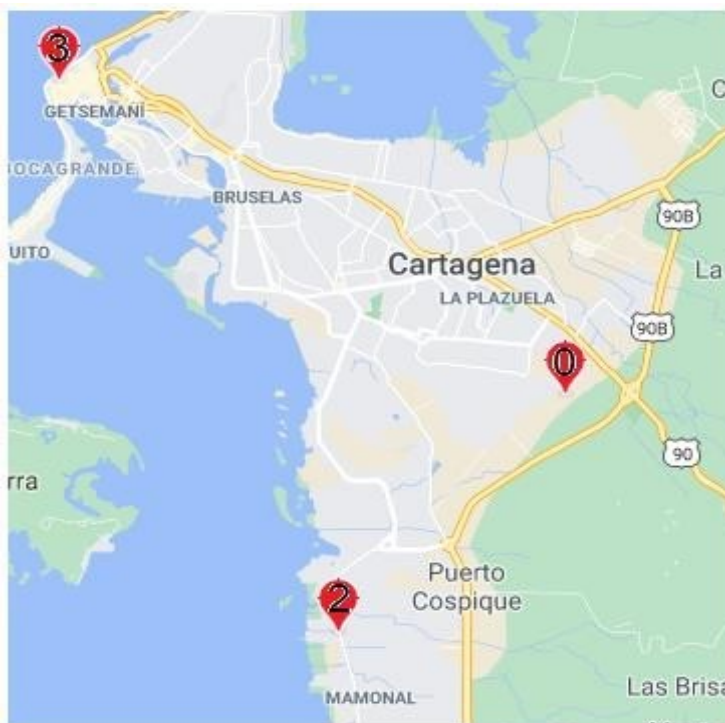 3
GETSEMANÍ
BOCAGRANDE
BRUSELAS
UITO
C
90B
Cartagena
La
LA PLAZUELA
90B
0
90
rra
Puerto
Cospique
2
Las Brisa
MAMONAL